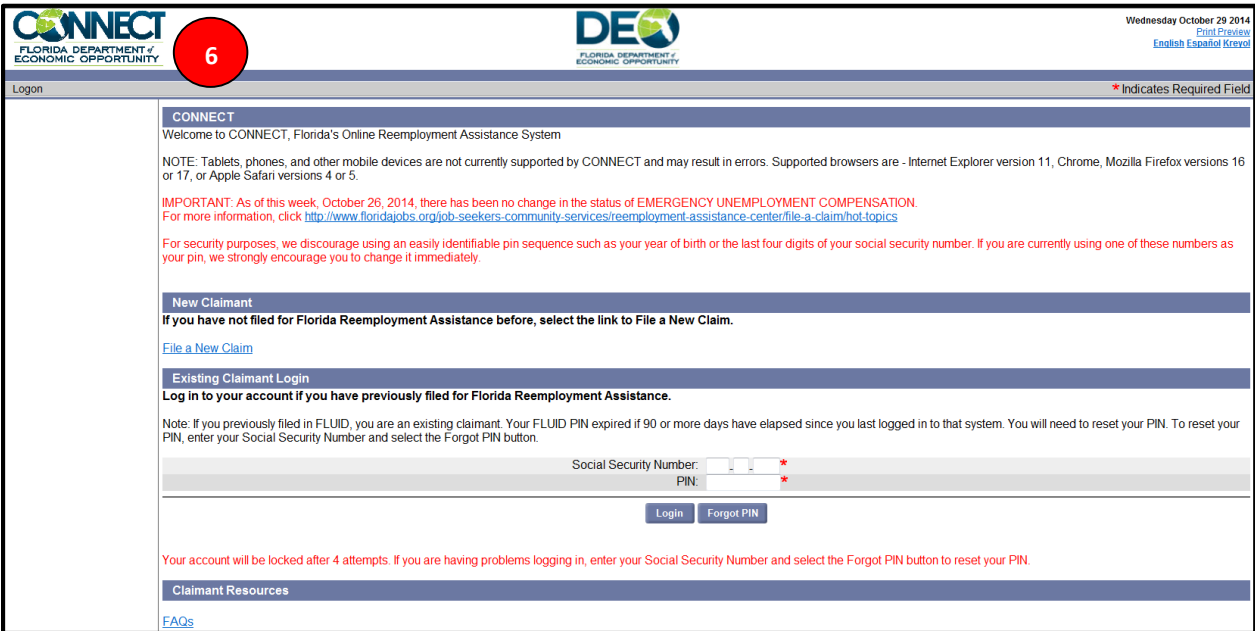 CONNECT
FLORIDA DEPARTMENT of
ECONOMIC OPPORTUNITY
6
DEO
FLORIDA DEPARTMENT of
ECONOMIC OPPORTUNITY
Wednesday October 29 2014
Print Preview
English Español Kreyol
Logon
* Indicates Required Field
CONNECT
Welcome to CONNECT, Florida's Online Reemployment Assistance System
NOTE: Tablets, phones, and other mobile devices are not currently supported by CONNECT and may result in errors. Supported browsers are - Internet Explorer version 11, Chrome, Mozilla Firefox versions 16
or 17, or Apple Safari versions 4 or 5.
IMPORTANT: As of this week, October 26, 2014, there has been no change in the status of EMERGENCY UNEMPLOYMENT COMPENSATION.
For more information, click http://www.floridajobs.org/job-seekers-community-services/reemployment-assistance-center/file-a-claim/hot-topics
For security purposes, we discourage using an easily identifiable pin sequence such as your year of birth or the last four digits of your social security number. If you are currently using one of these numbers as
your pin, we strongly encourage you to change it immediately.
New Claimant
If you have not filed for Florida Reemployment Assistance before, select the link to File a New Claim.
File a New Claim
Existing Claimant Login
Log in to your account if you have previously filed for Florida Reemployment Assistance.
Note: If you previously filed in FLUID, you are an existing claimant. Your FLUID PIN expired if 90 or more days have elapsed since you last logged in to that system. You will need to reset your PIN. To reset your
PIN, enter your Social Security Number and select the Forgot PIN button.
Social Security Number: - - *
PIN: *
Login Forgot PIN
Your account will be locked after 4 attempts. If you are having problems logging in, enter your Social Security Number and select the Forgot PIN button to reset your PIN.
Claimant Resources
FAQs